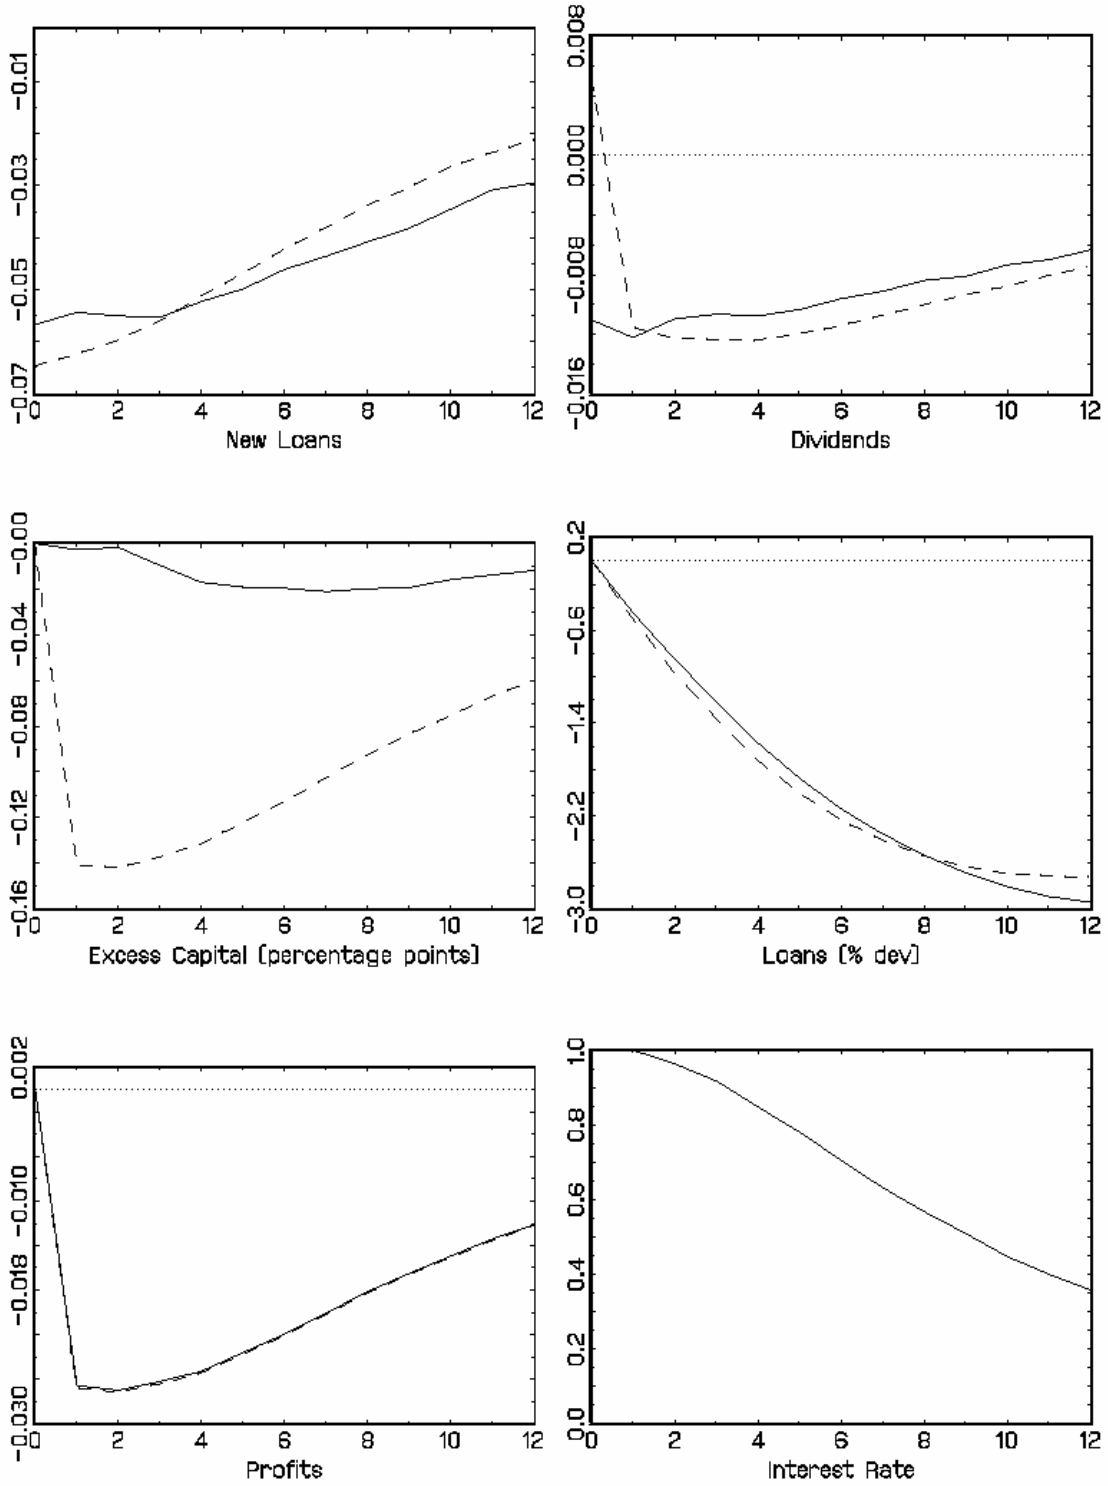 -0.01
-0.03
-0.05
-0.07
0 2 4 6 8 10 12
New Loans
0.008
0.000
-0.008
-0.016
0 2 4 6 8 10 12
Dividends
-0.00
-0.04
-0.08
-0.12
-0.16
0 2 4 6 8 10 12
Excess Capital (percentage points)
0.2
-0.6
-1.4
-2.2
-3.0
0 2 4 6 8 10 12
Loans (% dev)
0.002
-0.010
-0.018
-0.030
0 2 4 6 8 10 12
Profits
1.0
0.8
0.6
0.4
0.2
0.0
0 2 4 6 8 10 12
Interest Rate